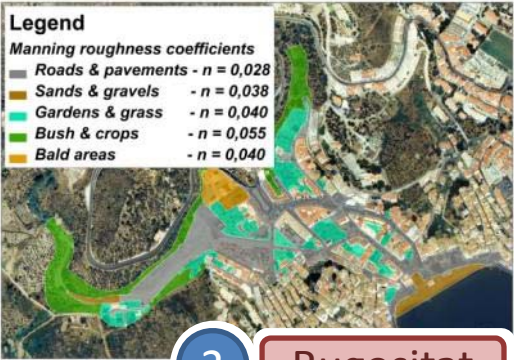 Legend
Manning roughness coefficients
Roads & pavements - n = 0,028
Sands & gravels - n = 0,038
Gardens & grass - n = 0,040
Bush & crops - n = 0,055
Bald areas - n = 0,040
Rugositat